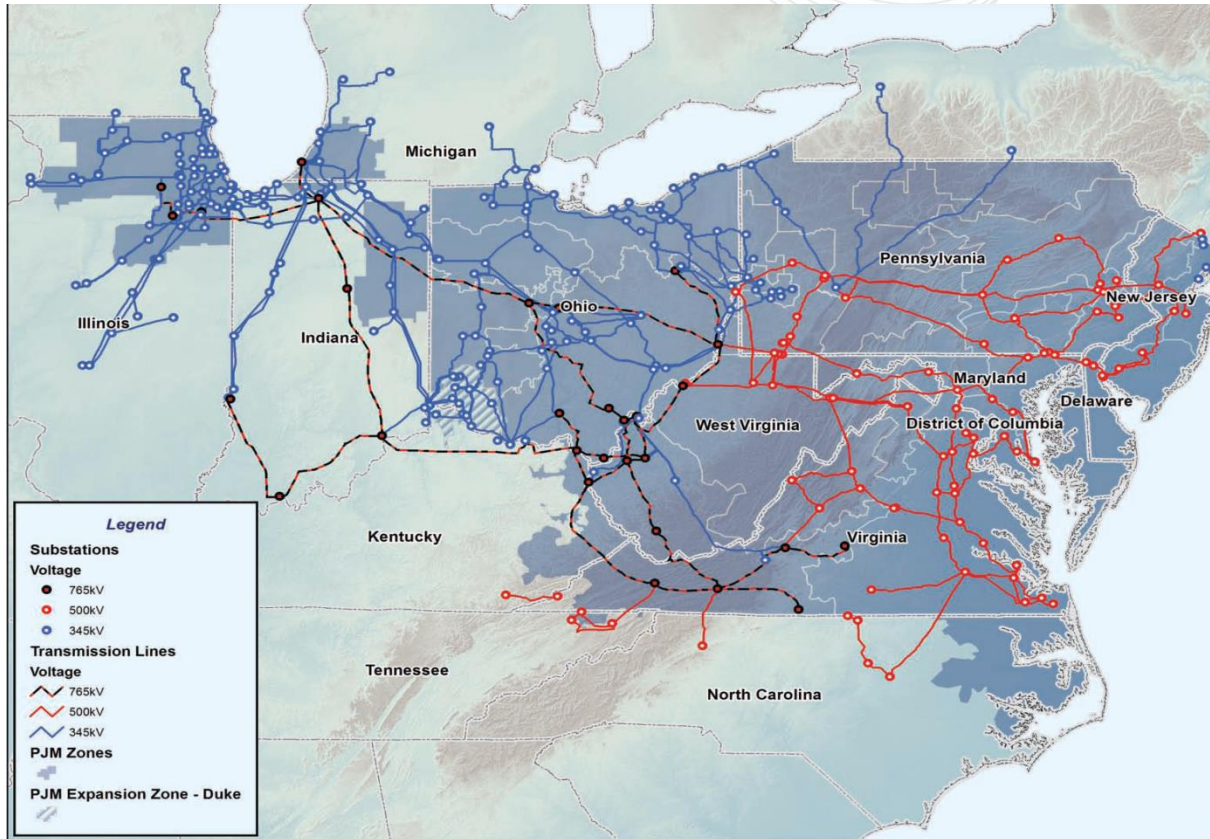 Michigan
Pennsylvania
New Jersey
Illinois
Indiana
Ohio
Maryland
Delaware
West Virginia
District of Columbia
Kentucky
Virginia
Tennessee
North Carolina
Legend
Substations
Voltage
765kV
500kV
345kV
Transmission Lines
Voltage
765kV
500kV
345kV
PJM Zones
PJM Expansion Zone - Duke